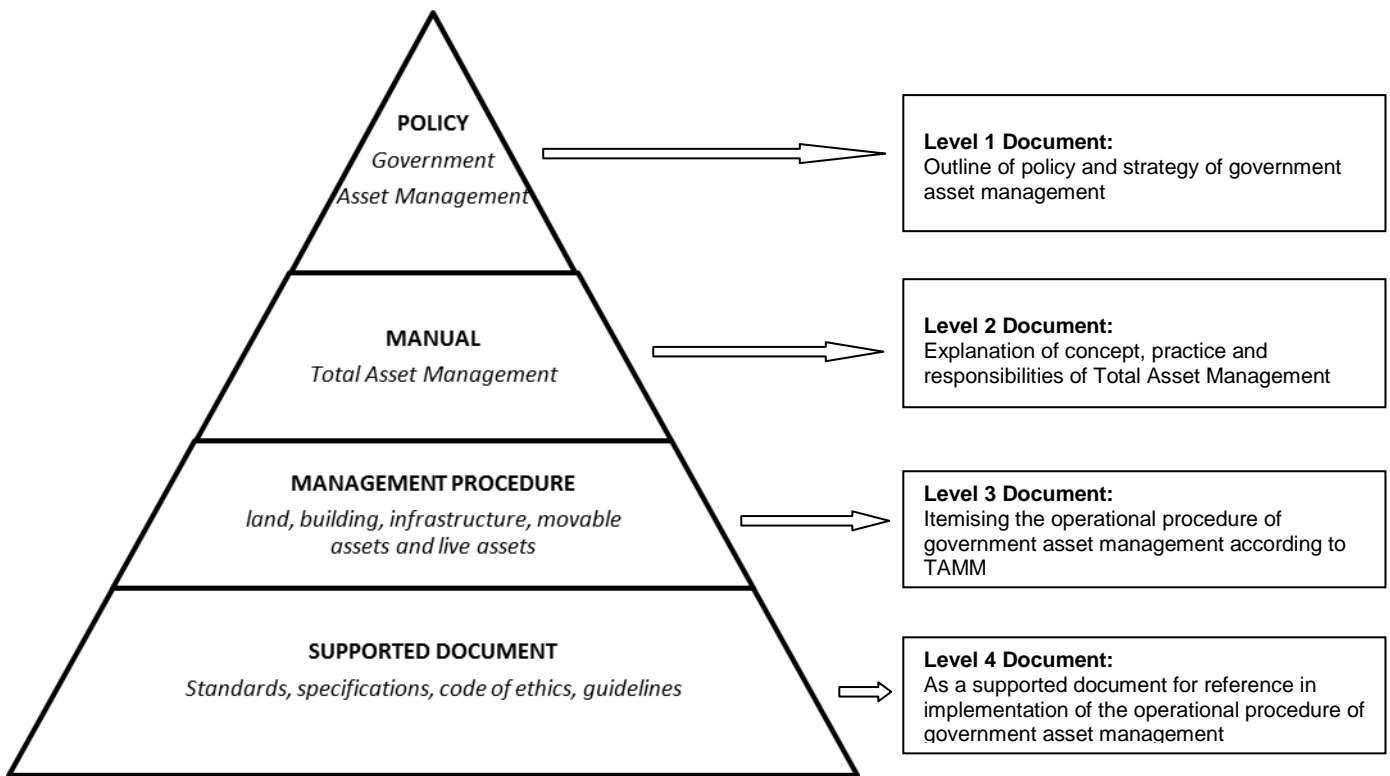 POLICY
Government
Asset Management
Level 1 Document:
Outline of policy and strategy of government
asset management
MANUAL
Total Asset Management
Level 2 Document:
Explanation of concept, practice and
responsibilities of Total Asset Management
MANAGEMENT PROCEDURE
land, building, infrastructure, movable
assets and live assets
Level 3 Document:
Itemising the operational procedure of
government asset management according to
TAMM
SUPPORTED DOCUMENT
Standards, specifications, code of ethics, guidelines
Level 4 Document:
As a supported document for reference in
implementation of the operational procedure of
government asset management